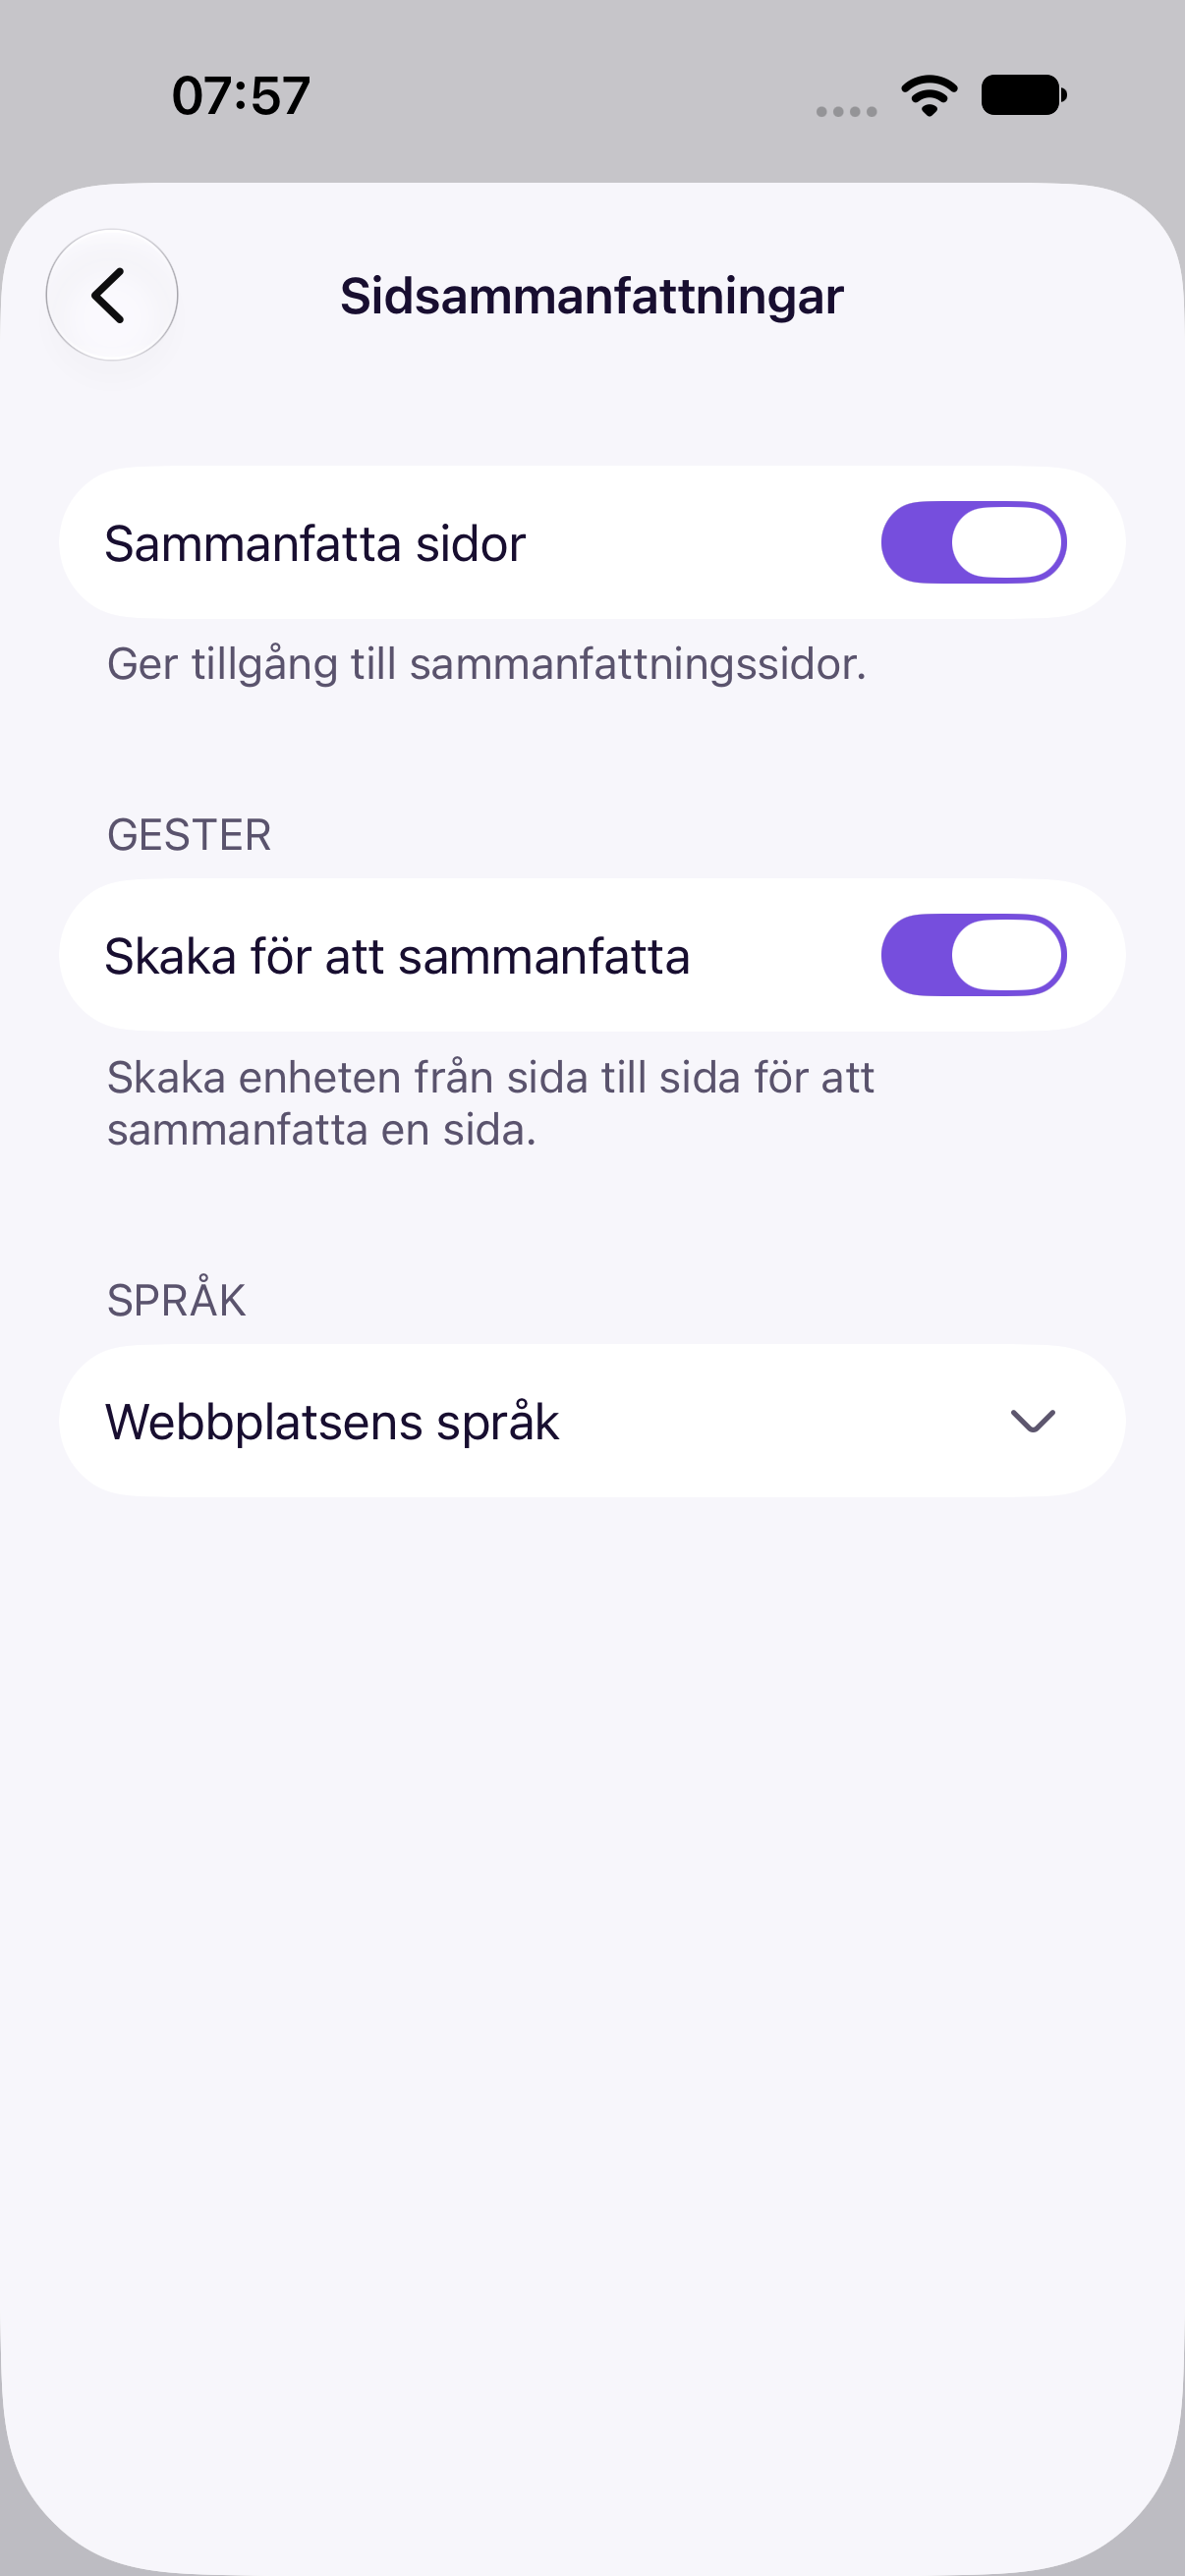 07:57
Sidsammanfattningar
Sammanfatta sidor
Ger tillgång till sammanfattningssidor.
GESTER
Skaka för att sammanfatta
Skaka enheten från sida till sida för att
sammanfatta en sida.
SPRÅK
Webbplatsens språk